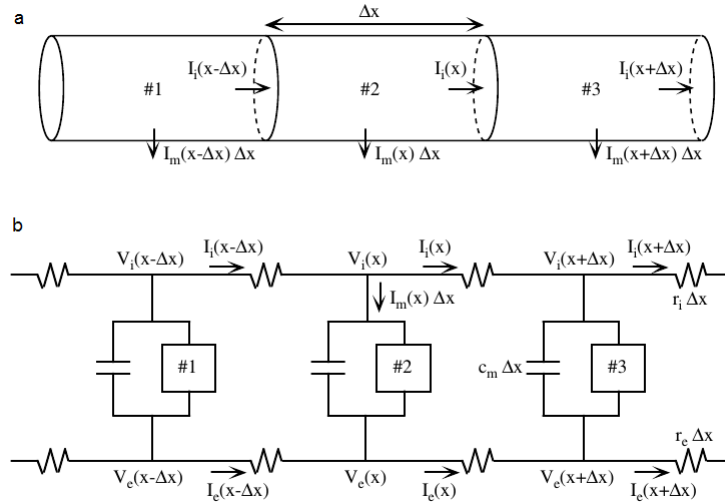 a
Δx
I_i(x-Δx) I_i(x) I_i(x+Δx)
#1 #2 #3
I_m(x-Δx) Δx I_m(x) Δx I_m(x+Δx) Δx
b
V_i(x-Δx) I_i(x-Δx) V_i(x) I_i(x) V_i(x+Δx) I_i(x+Δx)
I_m(x) Δx r_i Δx
#1 #2 c_m Δx #3
r_e Δx
V_e(x-Δx) I_e(x-Δx) V_e(x) I_e(x) V_e(x+Δx) I_e(x+Δx)